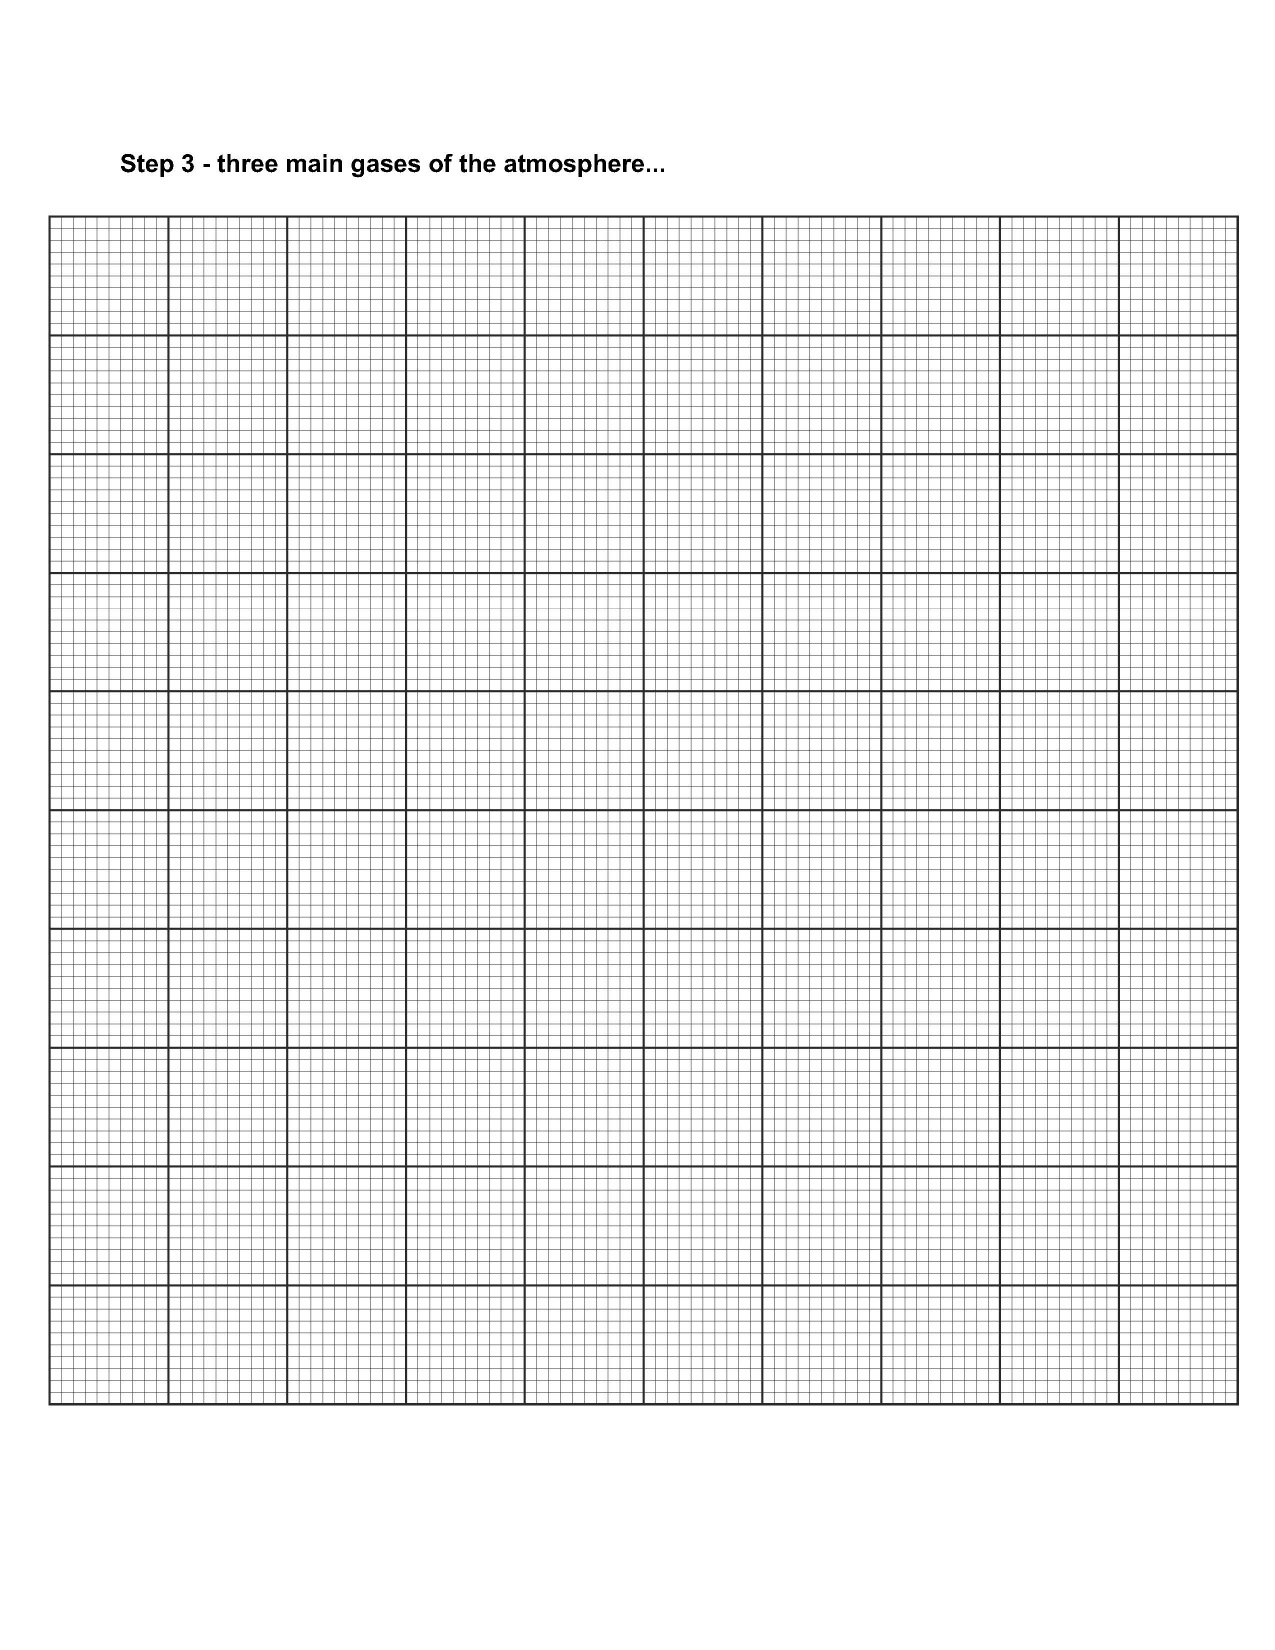 Step 3 - three main gases of the atmosphere...